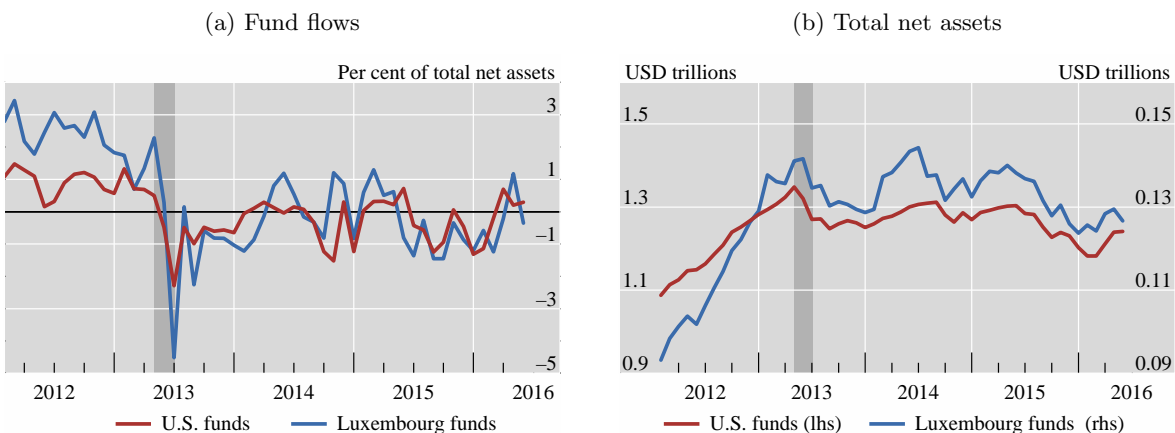 (a) Fund flows
Per cent of total net assets
3
1
–1
–3
–5
2012 2013 2014 2015 2016
U.S. funds Luxembourg funds
(b) Total net assets
USD trillions USD trillions
1.5 0.15
1.3 0.13
1.1 0.11
0.9 0.09
2012 2013 2014 2015 2016
U.S. funds (lhs) Luxembourg funds (rhs)